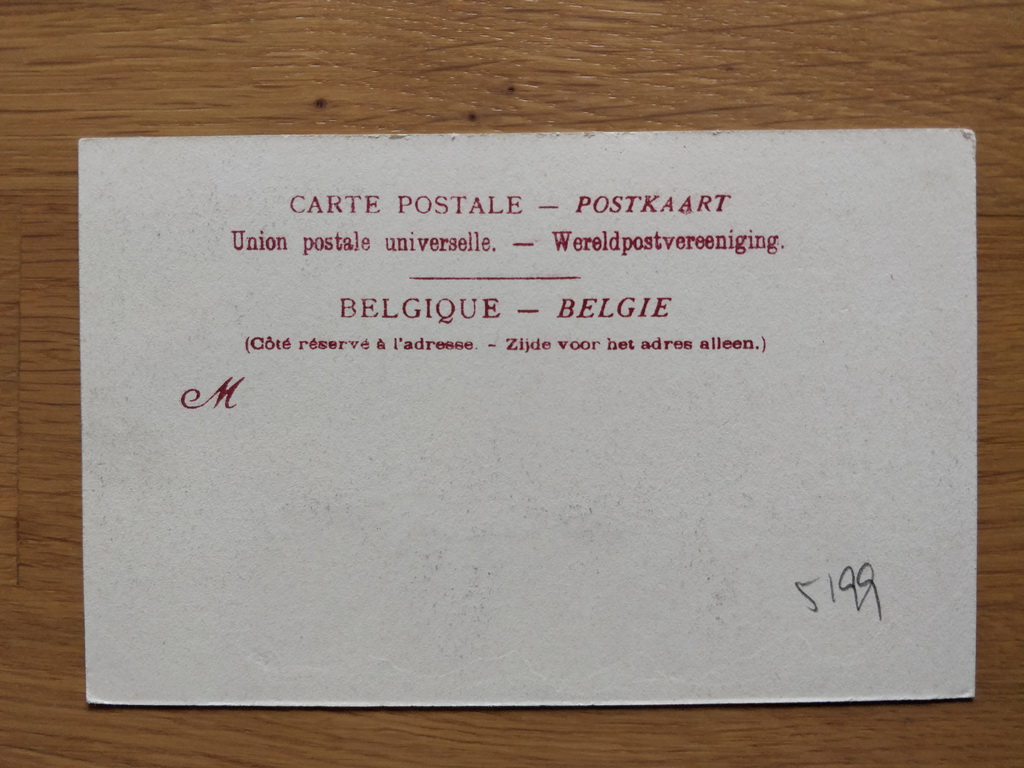 CARTE POSTALE — POSTKAART
Union postale universelle. — Wereldpostvereeniging.
BELGIQUE — BELGIE
(Côté réservé à l'adresse. - Zijde voor het adres alleen.)
M
5199